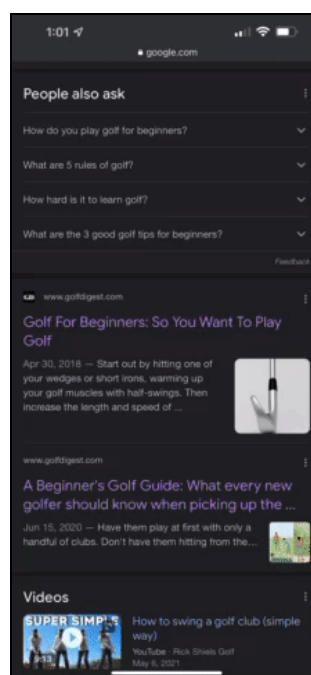 1:01
google.com
People also ask
How do you play golf for beginners?
What are 5 rules of golf?
How hard is it to learn golf?
What are the 3 good golf tips for beginners?
Feedback
GD www.golfdigest.com
Golf For Beginners: So You Want To Play
Golf
Apr 30, 2018 — Start out by hitting one of
your wedges or short irons, warming up
your golf muscles with half-swings. Then
increase the length and speed of ...
www.golfdigest.com
A Beginner's Golf Guide: What every new
golfer should know when picking up the ...
Jun 15, 2020 — Have them play at first with only a
handful of clubs. Don't have them hitting from the...
Videos
SUPER SIMPLE
9:13
How to swing a golf club (simple
way)
YouTube · Rick Shiels Golf
May 6, 2021